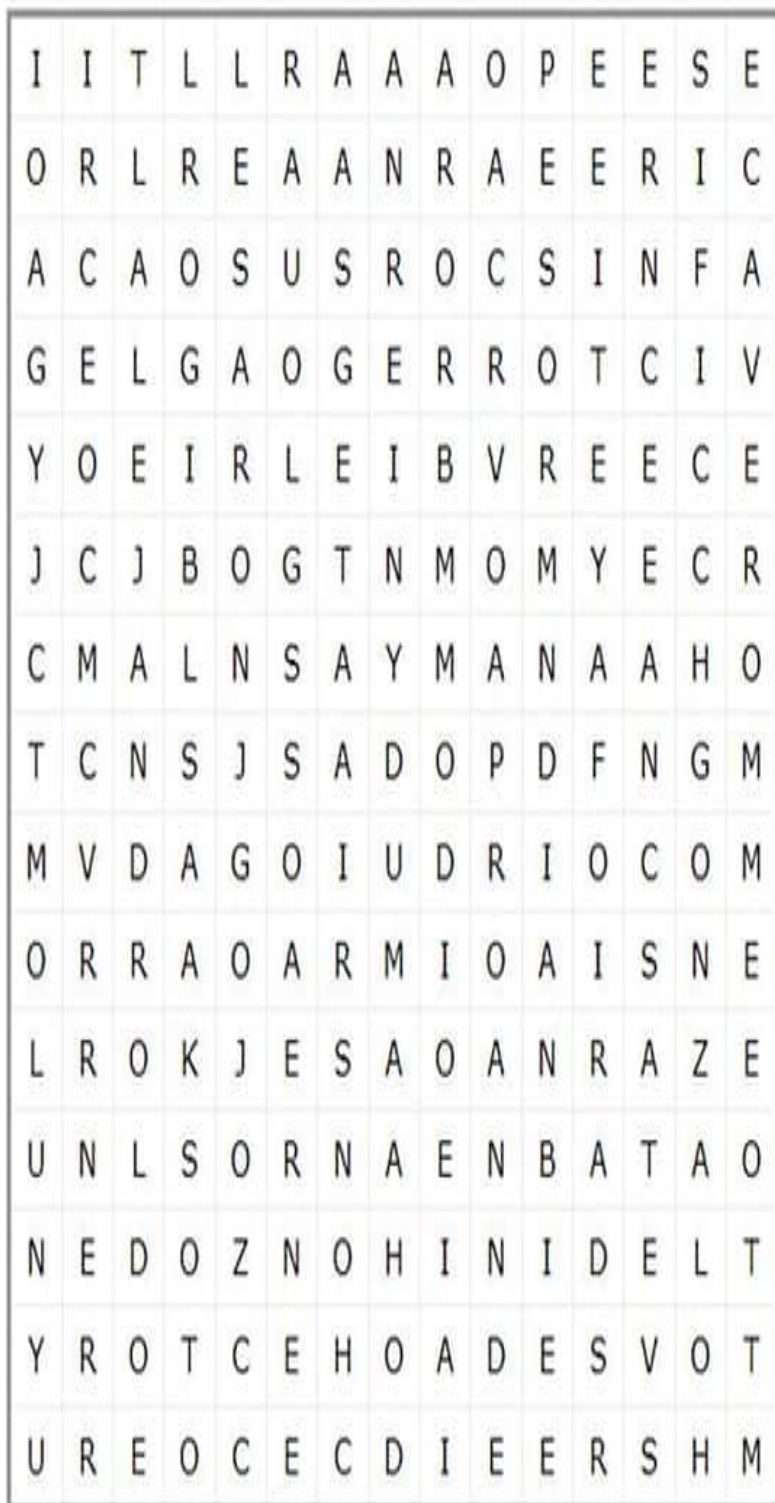 I I T L L R A A A O P E E S E
O R L R E A A N R A E E R I C
A C A O S U S R O C S I N F A
G E L G A O G E R R O T C I V
Y O E I R L E I B V R E E C E
J C J B O G T N M O M Y E C R
C M A L N S A Y M A N A A H O
T C N S J S A D O P D F N G M
M V D A G O I U D R I O C O M
O R R A O A R M I O A I S N E
L R O K J E S A O A N R A Z E
U N L S O R N A E N B A T A O
N E D O Z N O H I N I D E L T
Y R O T C E H O A D E S V O T
U R E O C E C D I E E R S H M